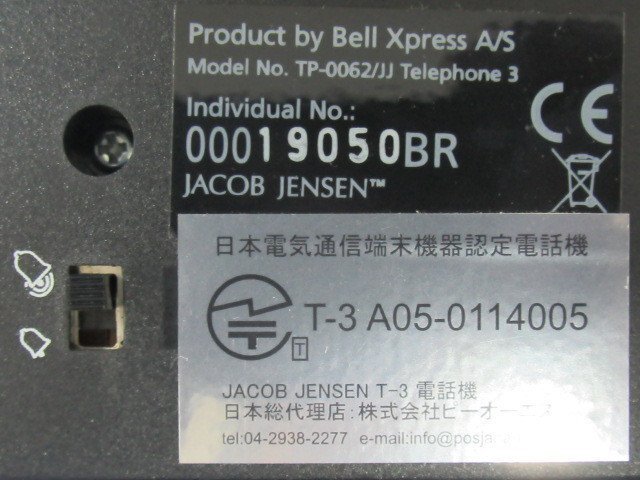 Product by Bell Xpress A/S
Model No. TP-0062/JJ Telephone 3
Individual No.:
00019050BR
JACOB JENSEN™
CE
日本電気通信端末機器認定電話機
T T-3 A05-0114005
JACOB JENSEN T-3 電話機
日本総代理店:株式会社ピーオーエス
tel:04-2938-2277 e-mail:info@posja